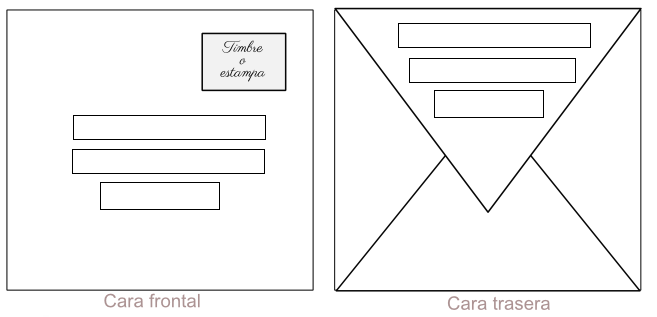 Timbre
o
estampa
Cara frontal
Cara trasera